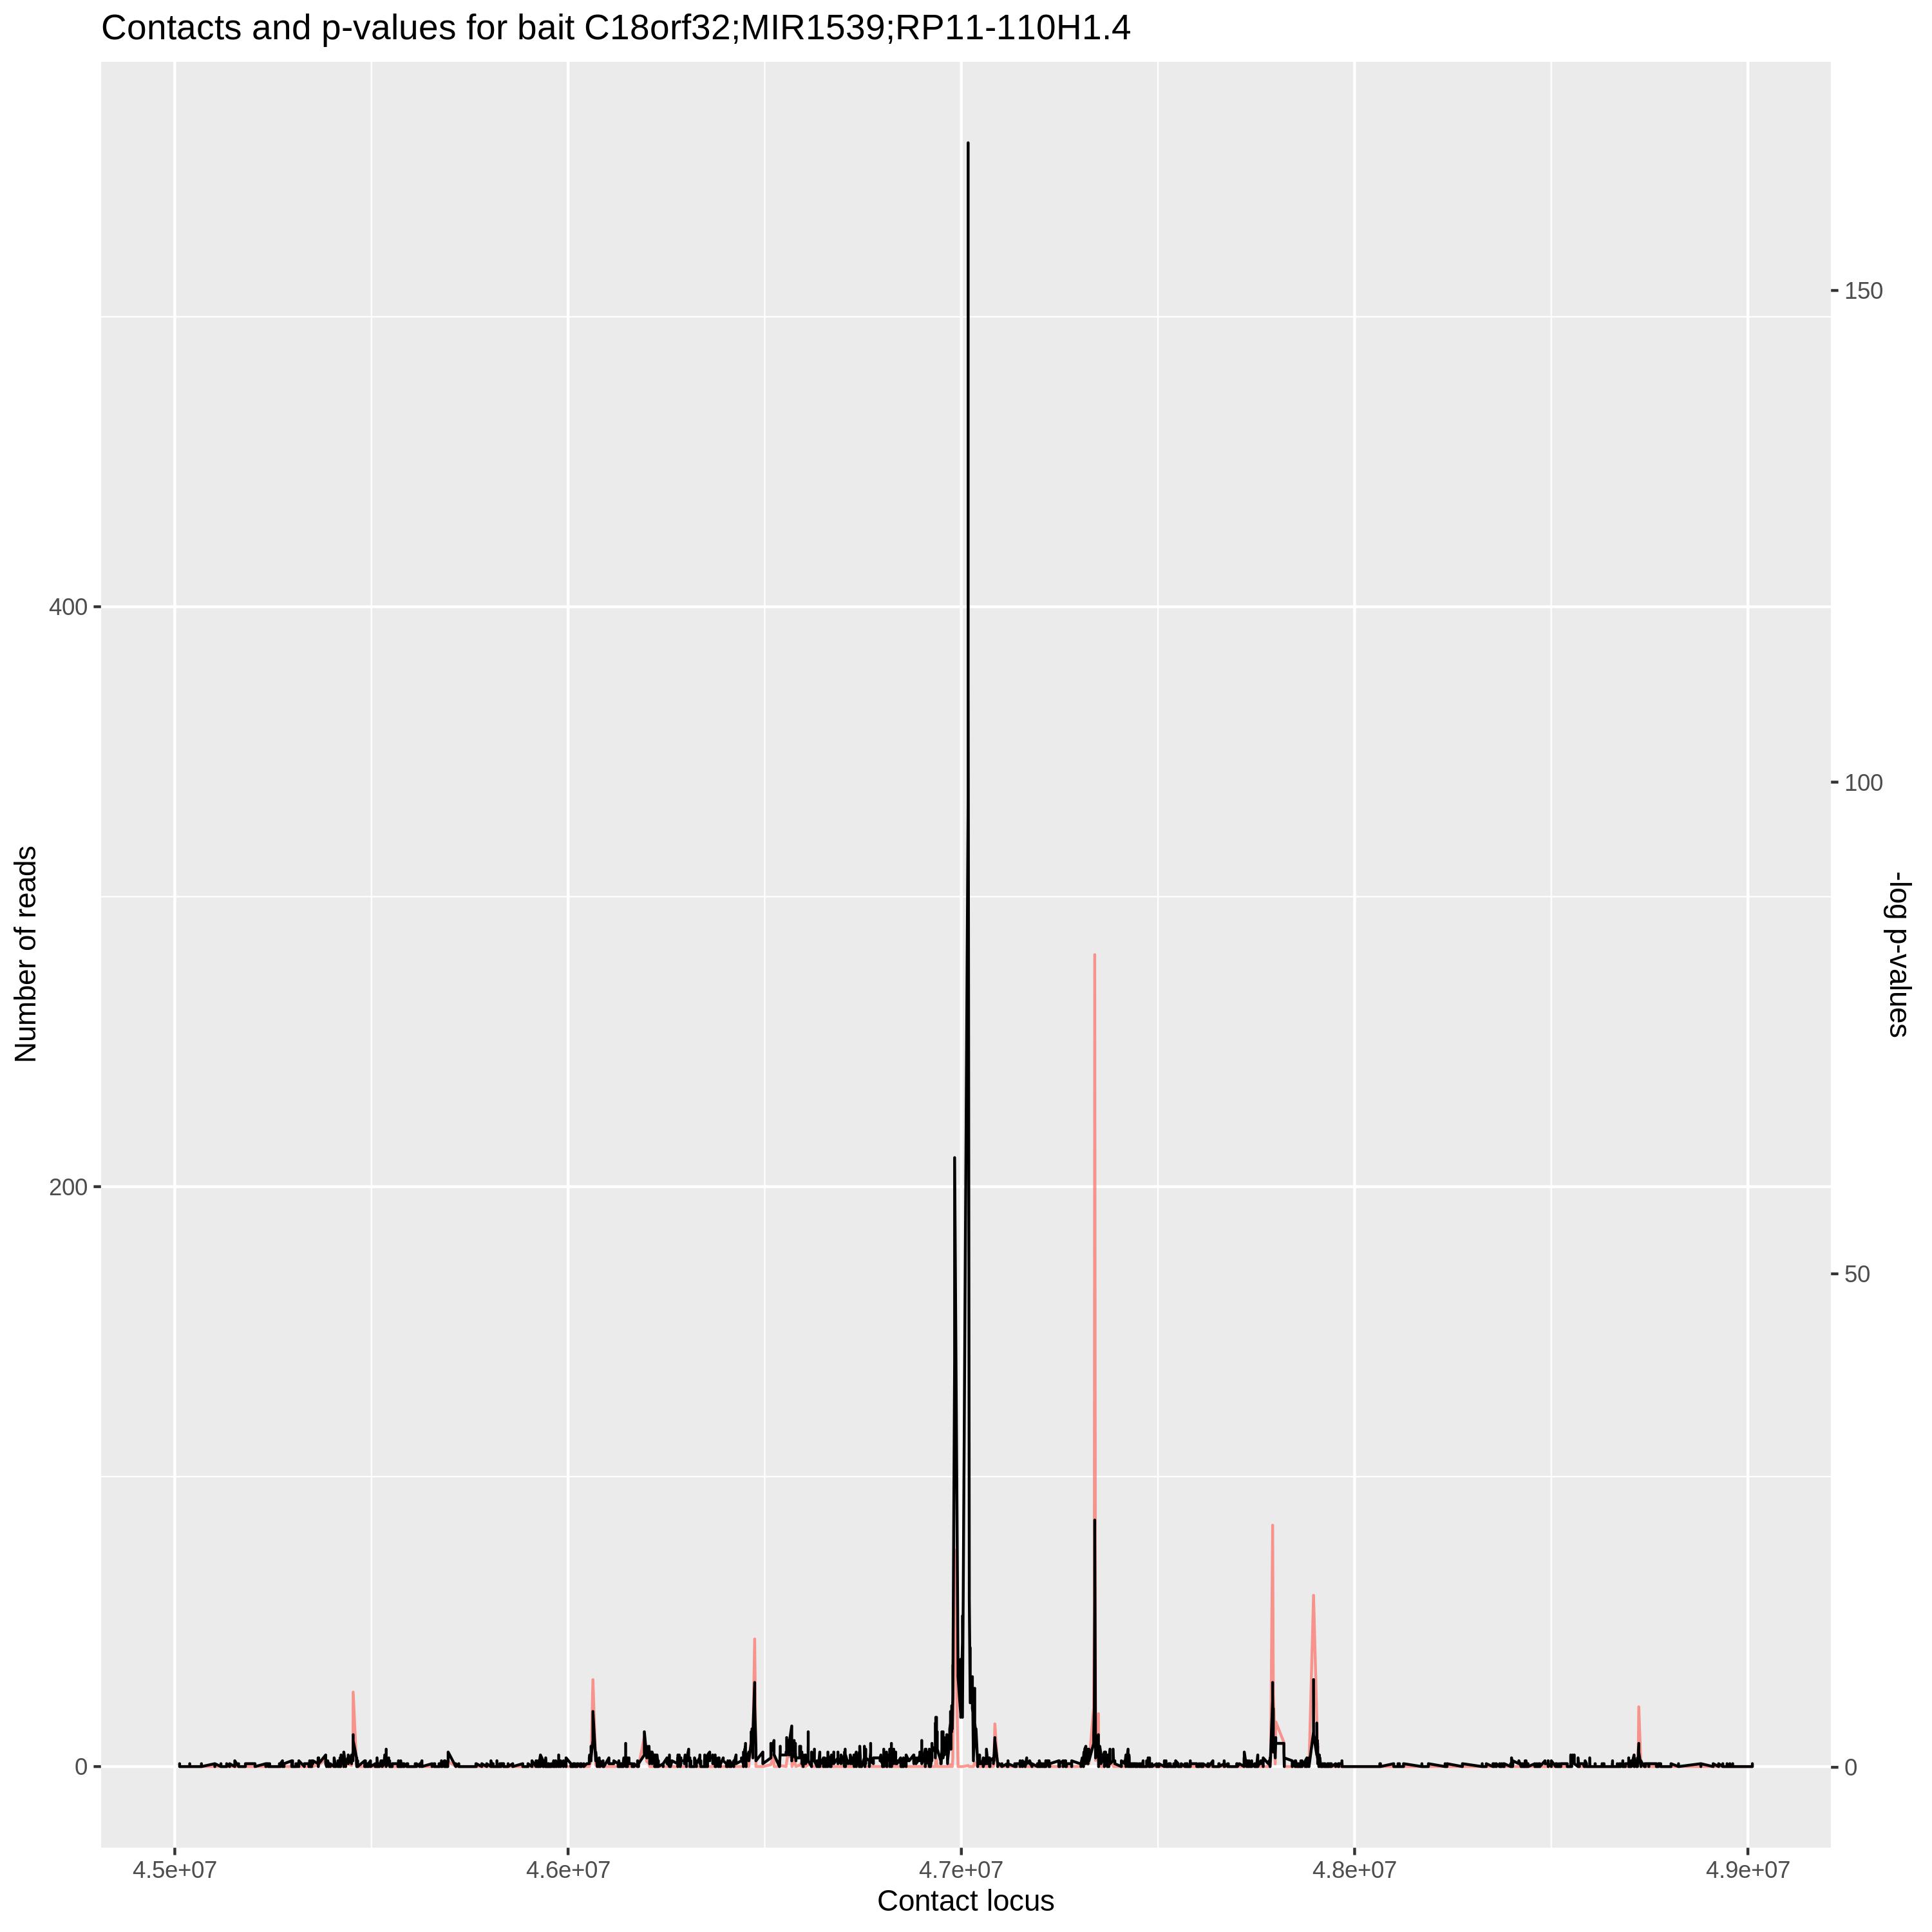 Contacts and p-values for bait C18orf32;MIR1539;RP11-110H1.4
Number of reads
400
200
0
150
100
50
0
-log p-values
4.5e+07
4.6e+07
4.7e+07
4.8e+07
4.9e+07
Contact locus